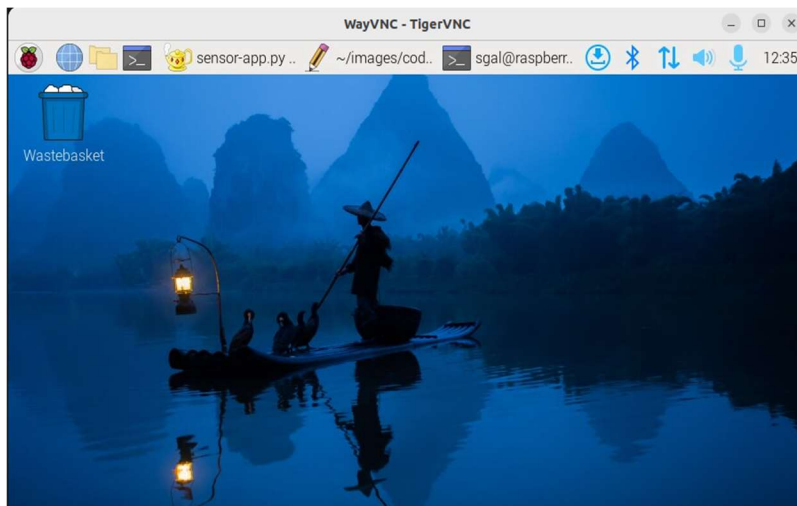 WayVNC - TigerVNC
sensor-app.py .. ~/images/cod.. sgal@raspberr.. 12:35
Wastebasket